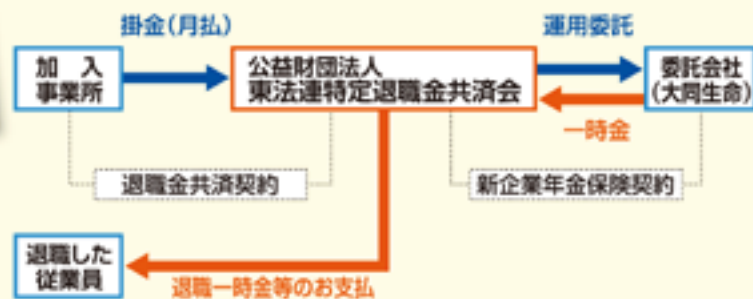 掛金(月払)
運用委託
加 入
事業所
公益財団法人
東法連特定退職金共済会
委託会社
(大同生命)
一時金
退職金共済契約
新企業年金保険契約
退職した
従業員
退職一時金等のお支払